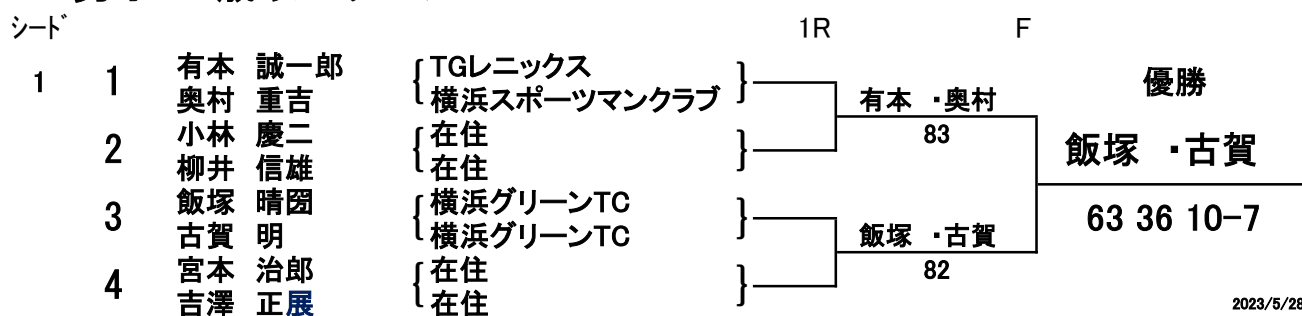 シード 1R F
1 1 有本 誠一郎 TGレニックス
奥村 重吉 横浜スポーツマンクラブ
有本 ・奥村
83
2 小林 慶二 在住
柳井 信雄 在住
優勝
飯塚 ・古賀
63 36 10-7
3 飯塚 晴圀 横浜グリーンTC
古賀 明 横浜グリーンTC
飯塚 ・古賀
82
4 宮本 治郎 在住
吉澤 正展 在住
2023/5/28